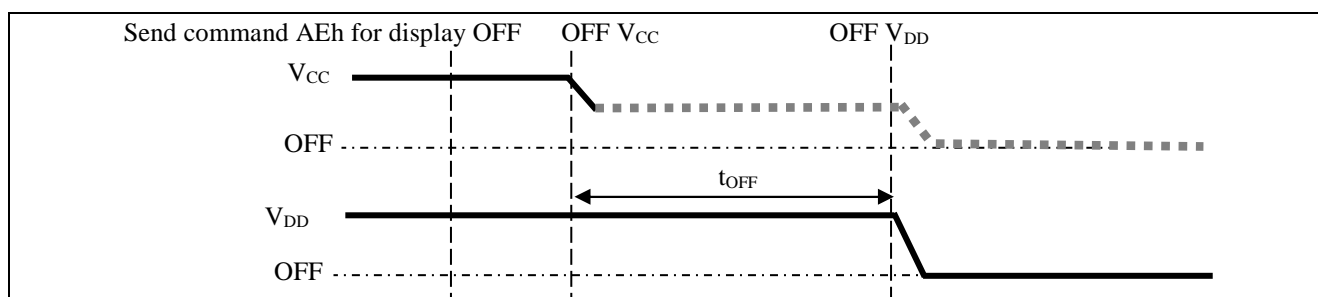 Send command AEh for display OFF OFF VCC OFF VDD
VCC
OFF
tOFF
VDD
OFF